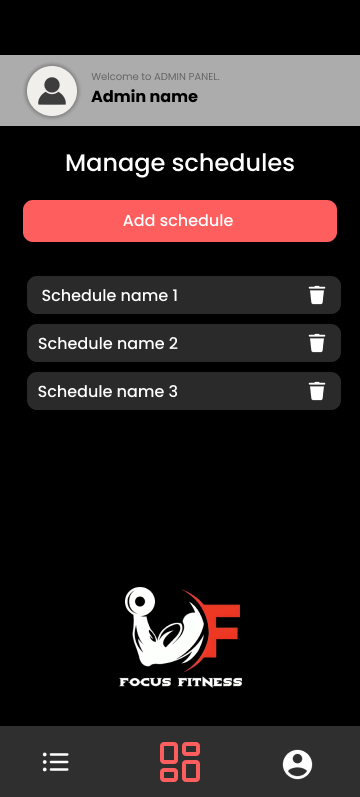 Welcome to ADMIN PANEL.
Admin name
Manage schedules
Add schedule
Schedule name 1
Schedule name 2
Schedule name 3
F
FOCUS FITNESS